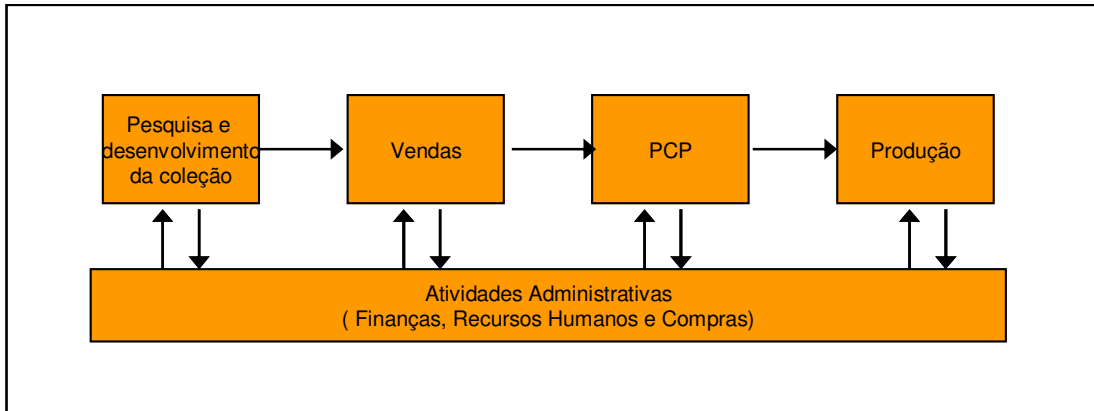 Pesquisa e
desenvolvimento
da coleção
Vendas
PCP
Produção
Atividades Administrativas
( Finanças, Recursos Humanos e Compras)